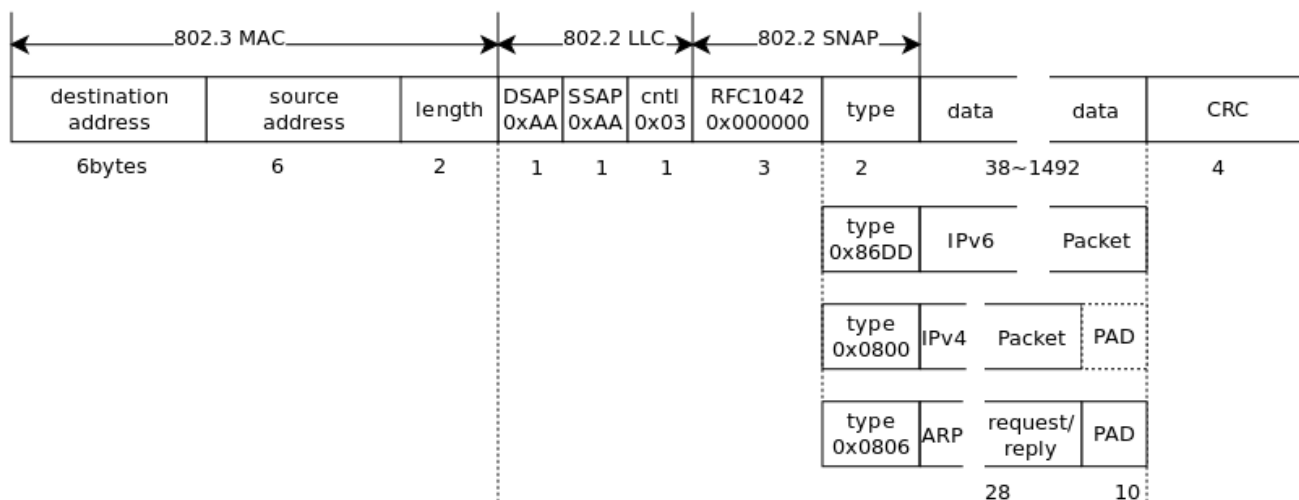 802.3 MAC 802.2 LLC 802.2 SNAP
destination address source address length DSAP 0xAA SSAP 0xAA cntl 0x03 RFC1042 0x000000 type data data CRC
6bytes 6 2 1 1 1 3 2 38~1492 4
type 0x86DD IPv6 Packet
type 0x0800 IPv4 Packet PAD
type 0x0806 ARP request/ reply PAD
28 10